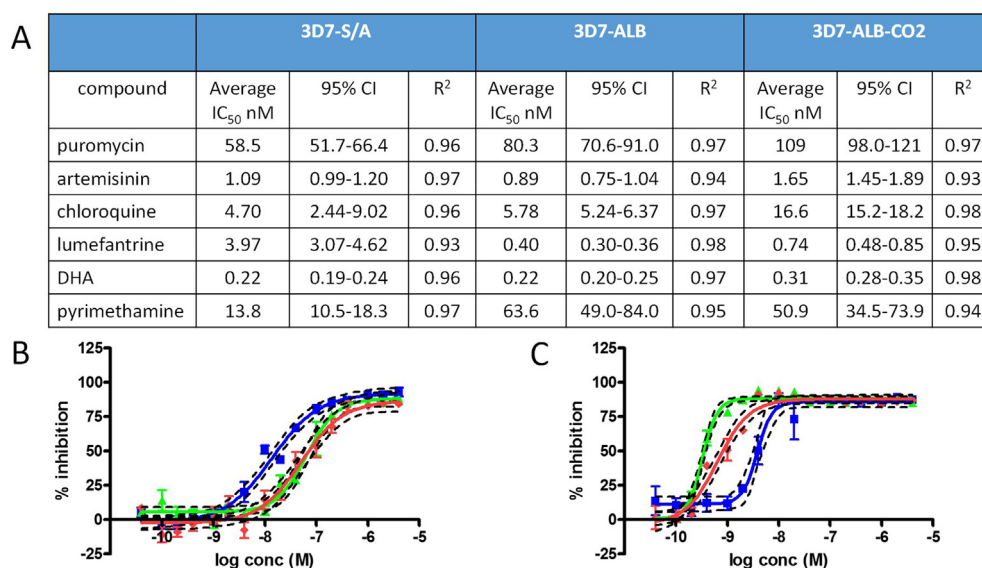 A
3D7-S/A 3D7-ALB 3D7-ALB-CO2
compound Average IC50 nM 95% CI R2 Average IC50 nM 95% CI R2 Average IC50 nM 95% CI R2
puromycin 58.5 51.7-66.4 0.96 80.3 70.6-91.0 0.97 109 98.0-121 0.97
artemisinin 1.09 0.99-1.20 0.97 0.89 0.75-1.04 0.94 1.65 1.45-1.89 0.93
chloroquine 4.70 2.44-9.02 0.96 5.78 5.24-6.37 0.97 16.6 15.2-18.2 0.98
lumefantrine 3.97 3.07-4.62 0.93 0.40 0.30-0.36 0.98 0.74 0.48-0.85 0.95
DHA 0.22 0.19-0.24 0.96 0.22 0.20-0.25 0.97 0.31 0.28-0.35 0.98
pyrimethamine 13.8 10.5-18.3 0.97 63.6 49.0-84.0 0.95 50.9 34.5-73.9 0.94
B
% inhibition
125
100
75
50
25
0
-25
-10 -9 -8 -7 -6 -5
log conc (M)
C
% inhibition
125
100
75
50
25
0
-25
-10 -9 -8 -7 -6 -5
log conc (M)